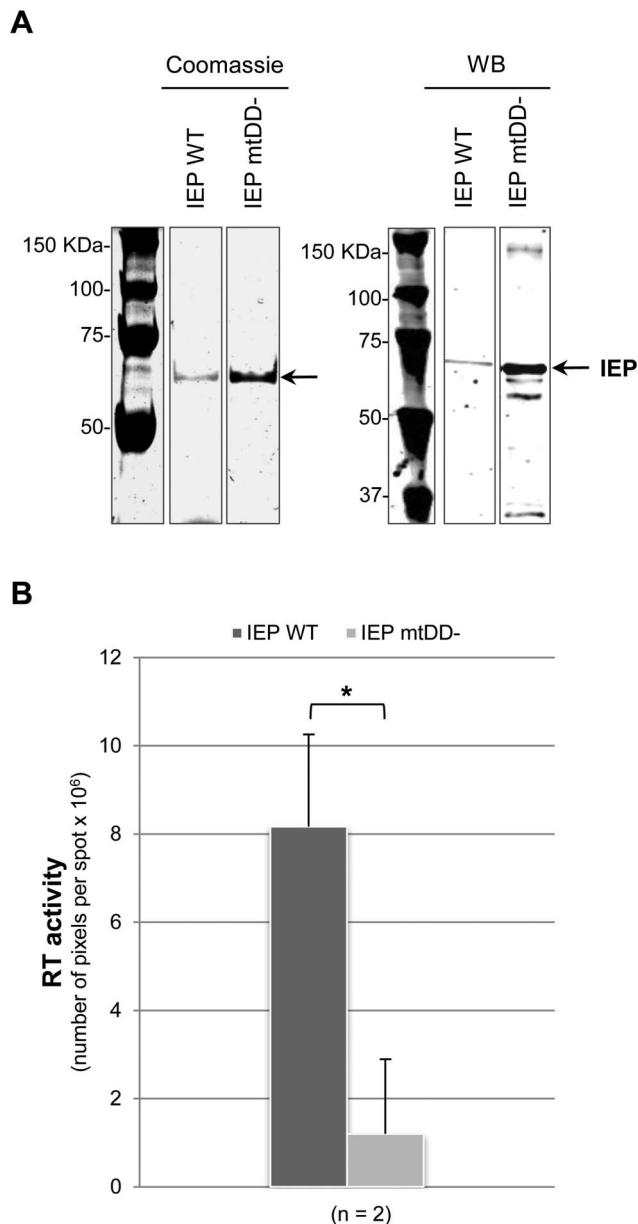 A
Coomassie
WB
IEP WT
IEP mtDD-
IEP WT
IEP mtDD-
150 KDa-
100-
75-
50-
150 KDa-
100-
75-
50-
37-
IEP
B
IEP WT
IEP mtDD-
12
10
8
6
4
2
0
*
RT activity
(number of pixels per spot x 10⁶)
(n = 2)